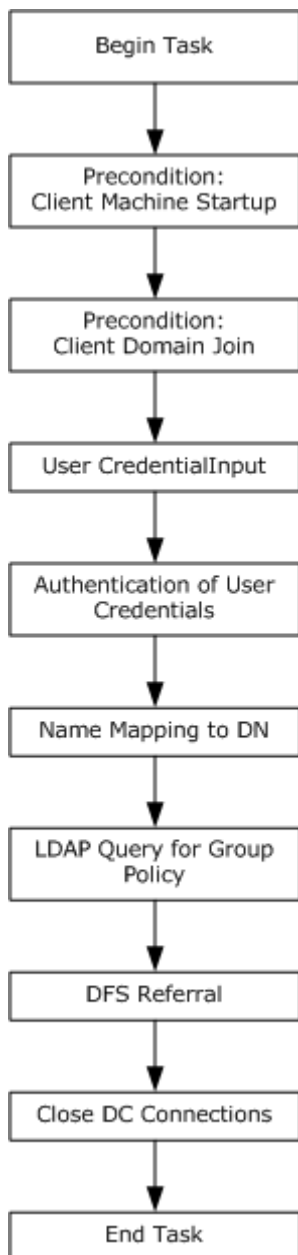 Begin Task
Precondition:
Client Machine Startup
Precondition:
Client Domain Join
User CredentialInput
Authentication of User
Credentials
Name Mapping to DN
LDAP Query for Group
Policy
DFS Referral
Close DC Connections
End Task